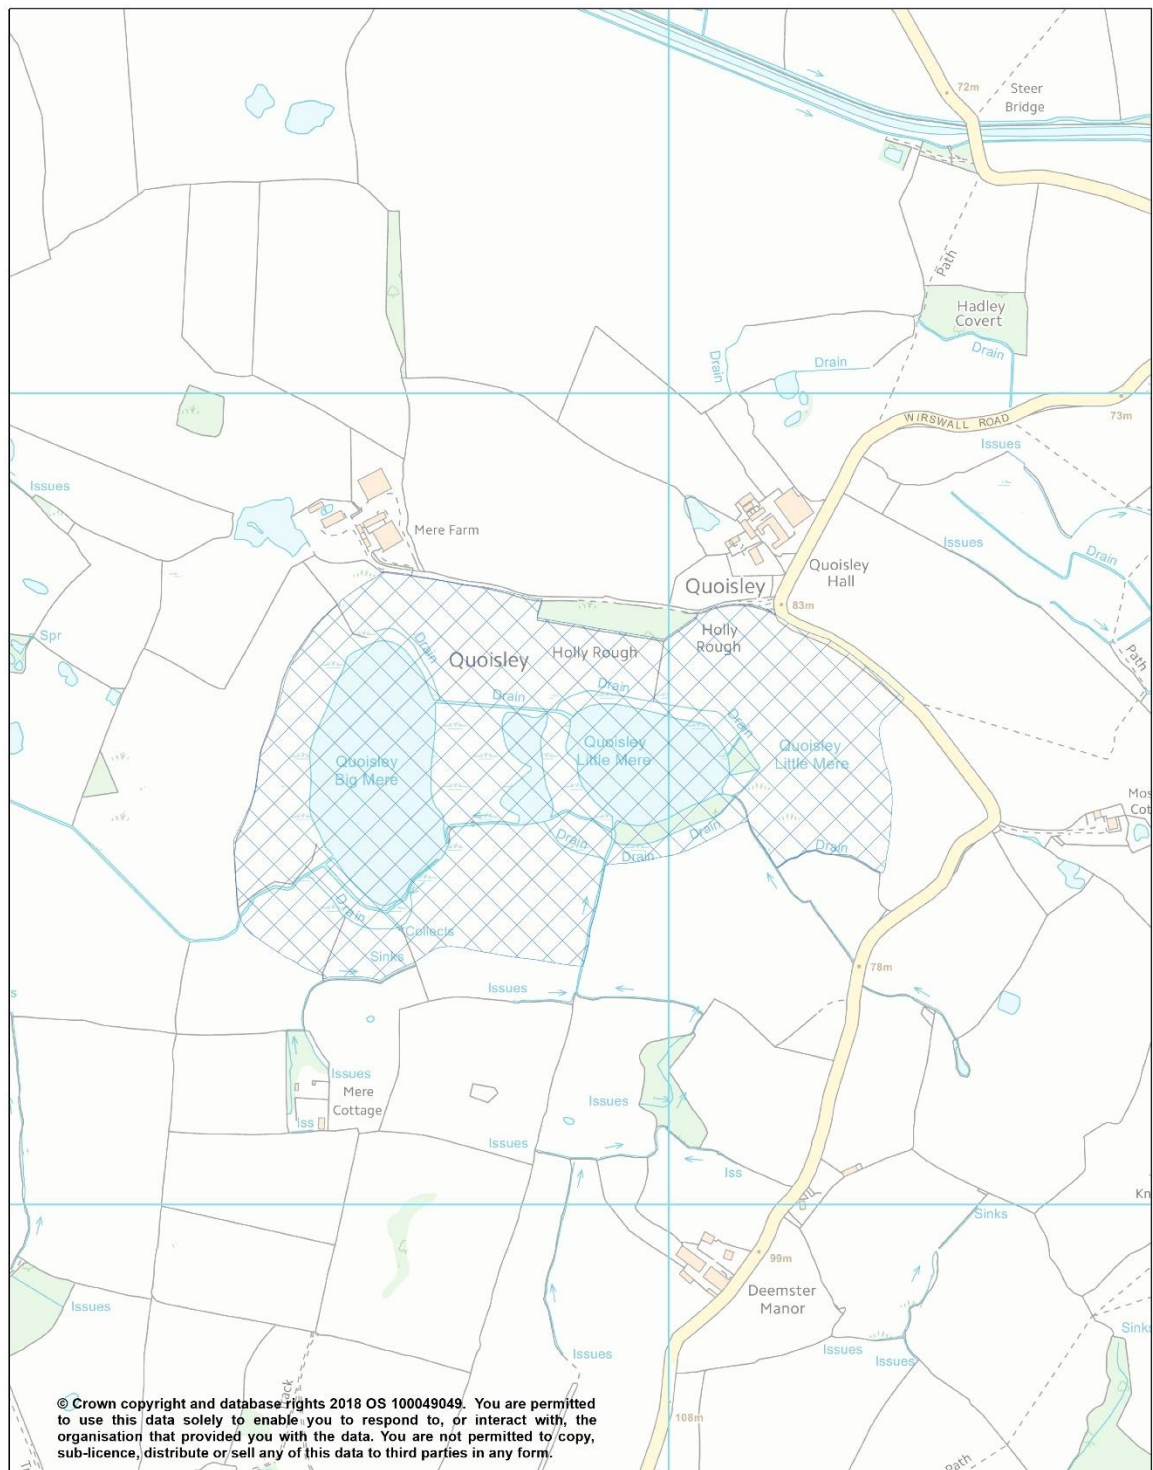 72m
Steer
Bridge
Path
Hadley
Covert
Drain
Drain
Drain
WIRSWALL ROAD
73m
Issues
Issues
Mere Farm
Issues
Drain
Quoisley
Hall
Quoisley
83m
Spr
Holly
Rough
Holly Rough
Quoisley
Drain
Path
Drain
Drain
Drain
Quoisley
Big Mere
Quoisley
Little Mere
Quoisley
Little Mere
Mos
Cot
Drain
Drain
Drain
Drain
Drain
Collects
Sinks
78m
Issues
s
Issues
Mere
Cottage
Issues
Iss
Issues
Iss
Kn
Sinks
99m
Deemster
Manor
Issues
Issues
Issues
Issues
Sinks
108m
Path
© Crown copyright and database rights 2018 OS 100049049. You are permitted
to use this data solely to enable you to respond to, or interact with, the
organisation that provided you with the data. You are not permitted to copy,
sub-licence, distribute or sell any of this data to third parties in any form.